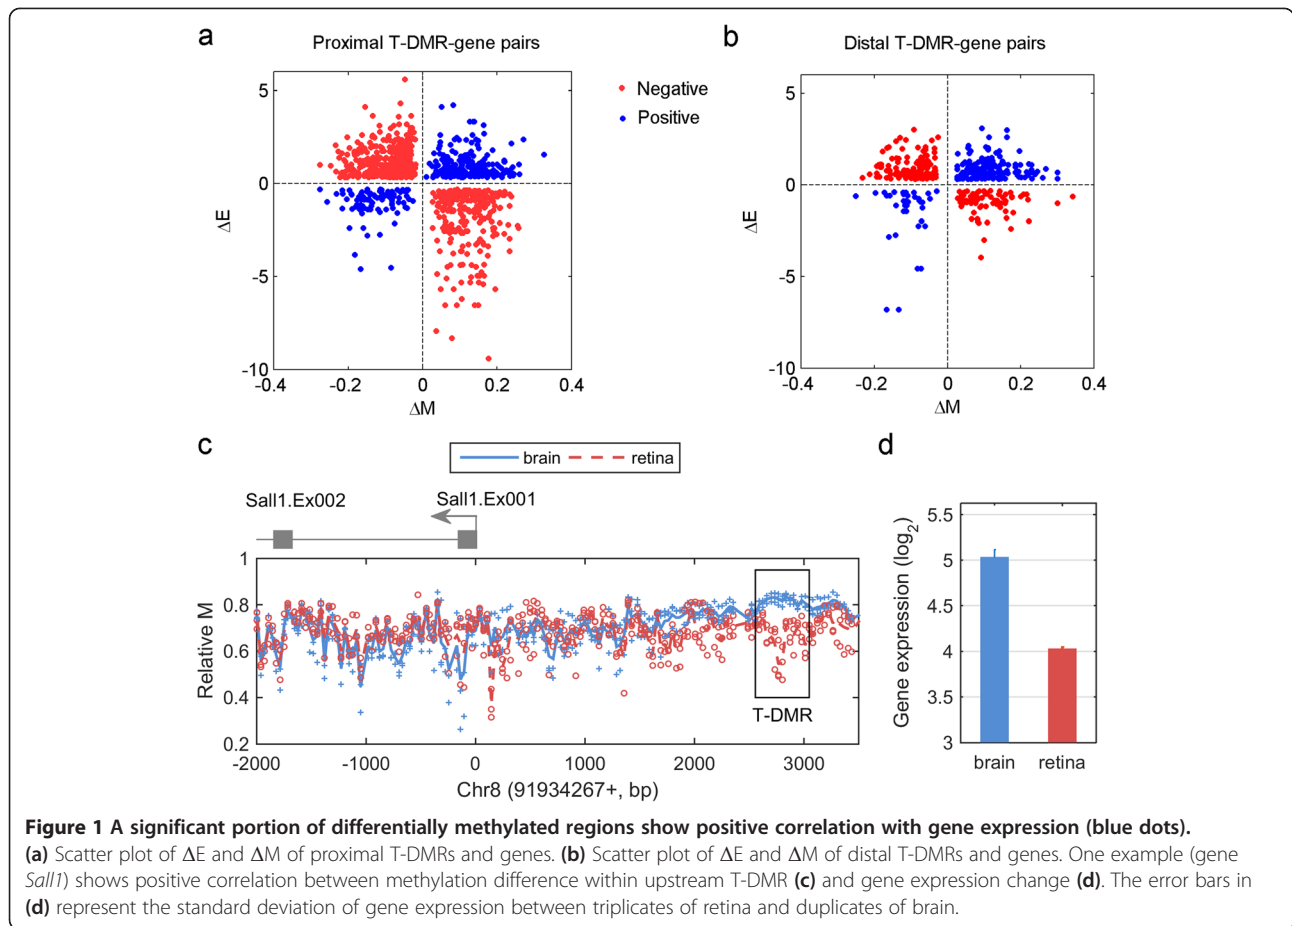 a
Proximal T-DMR-gene pairs
5
0
-5
-10
-0.4
-0.2
0
0.2
0.4
ΔE
ΔM
Negative
Positive
b
Distal T-DMR-gene pairs
5
0
-5
-10
-0.4
-0.2
0
0.2
0.4
ΔE
ΔM
c
brain
retina
Sall1.Ex002
Sall1.Ex001
1
0.8
0.6
0.4
0.2
Relative M
T-DMR
-2000
-1000
0
1000
2000
3000
Chr8 (91934267+, bp)
d
5.5
5
4.5
4
3.5
3
Gene expression (log2)
brain
retina
Figure 1 A significant portion of differentially methylated regions show positive correlation with gene expression (blue dots).
(a) Scatter plot of ΔE and ΔM of proximal T-DMRs and genes. (b) Scatter plot of ΔE and ΔM of distal T-DMRs and genes. One example (gene
Sall1) shows positive correlation between methylation difference within upstream T-DMR (c) and gene expression change (d). The error bars in
(d) represent the standard deviation of gene expression between triplicates of retina and duplicates of brain.